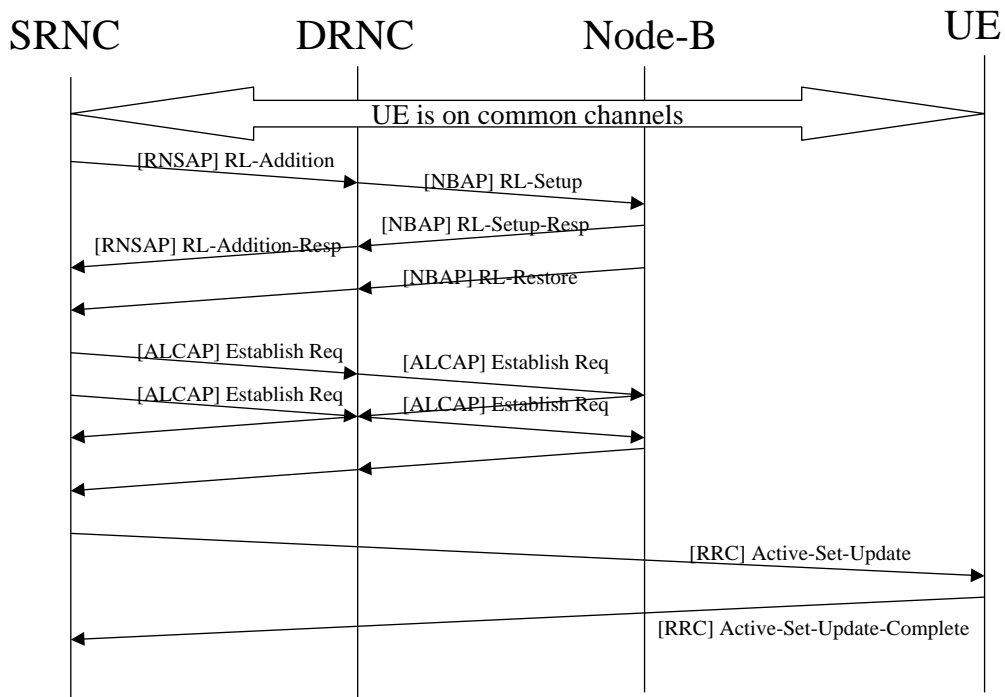 SRNC DRNC Node-B UE
UE is on common channels
[RNSAP] RL-Addition
[NBAP] RL-Setup
[NBAP] RL-Setup-Resp
[RNSAP] RL-Addition-Resp
[NBAP] RL-Restore
[ALCAP] Establish Req
[ALCAP] Establish Req
[ALCAP] Establish Req
[ALCAP] Establish Req
[RRC] Active-Set-Update
[RRC] Active-Set-Update-Complete